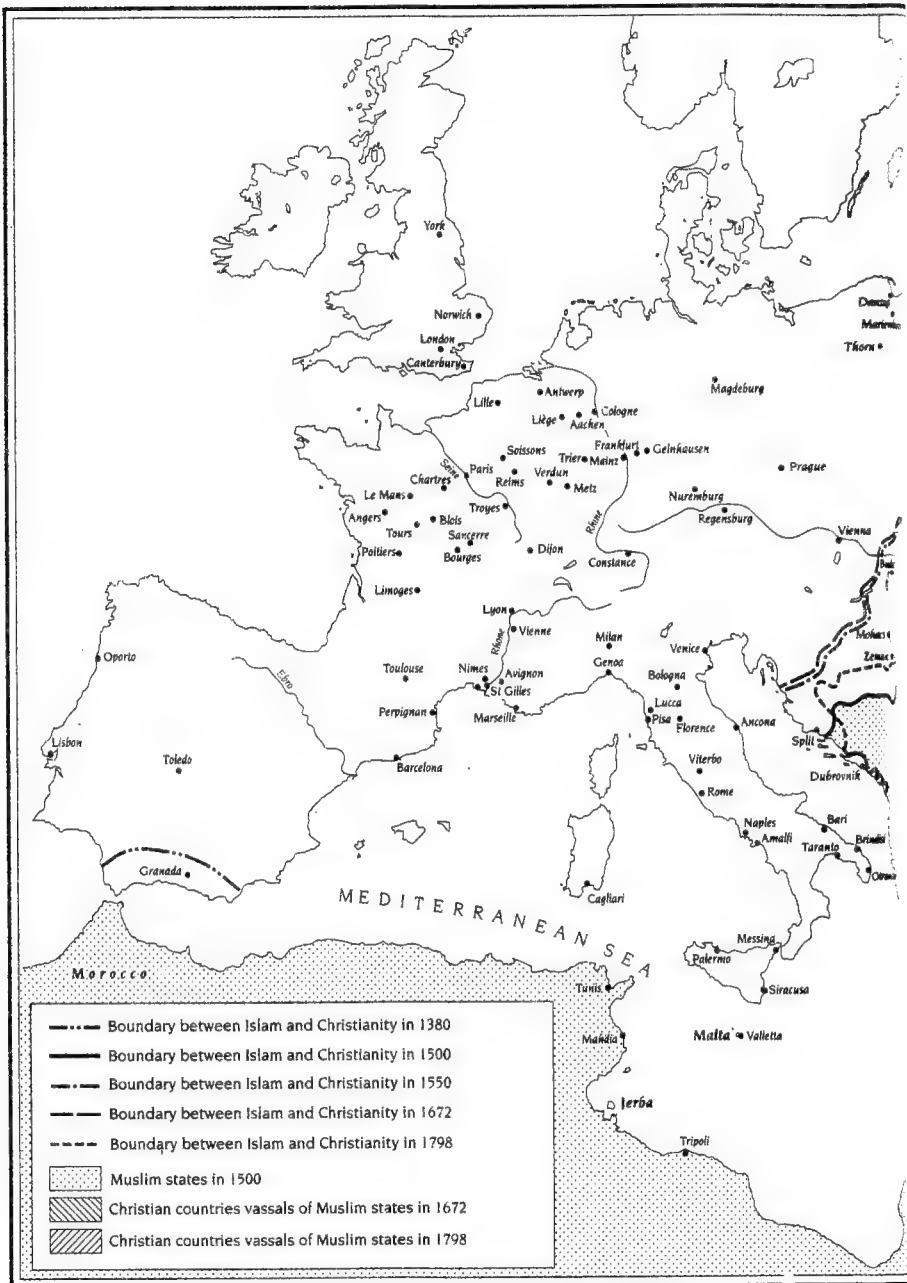 York
Norwich
London
Canterbury
Thorn
Magdeburg
Antwerp
Lille
Cologne
Liège
Aachen
Soissons
Frankfurt
Gelnhausen
Trier
Mainz
Seine
Paris
Reims
Verdun
Metz
Prague
Chartres
Le Mans
Nuremburg
Troyes
Regensburg
Angers
Blois
Rhine
Tours
Sancerre
Vienna
Poitiers
Bourges
Dijon
Constance
Limoges
Lyon
Vienne
Milan
Rhone
Venice
Oporto
Genoa
Toulouse
Nimes
Avignon
Bologna
Ebro
St Gilles
Perpignan
Marseille
Lucca
Pisa
Florence
Ancona
Lisbon
Split
Toledo
Barcelona
Viterbo
Dubrovnik
Rome
Naples
Amalfi
Bari
Brindisi
Taranto
Granada
Cagliari
MEDITERRANEAN SEA
Messina
Palermo
Morocco
Tunis
Siracusa
Mahdia
Malta
Valletta
Jerba
Tripoli
Boundary between Islam and Christianity in 1380
Boundary between Islam and Christianity in 1500
Boundary between Islam and Christianity in 1550
Boundary between Islam and Christianity in 1672
Boundary between Islam and Christianity in 1798
Muslim states in 1500
Christian countries vassals of Muslim states in 1672
Christian countries vassals of Muslim states in 1798